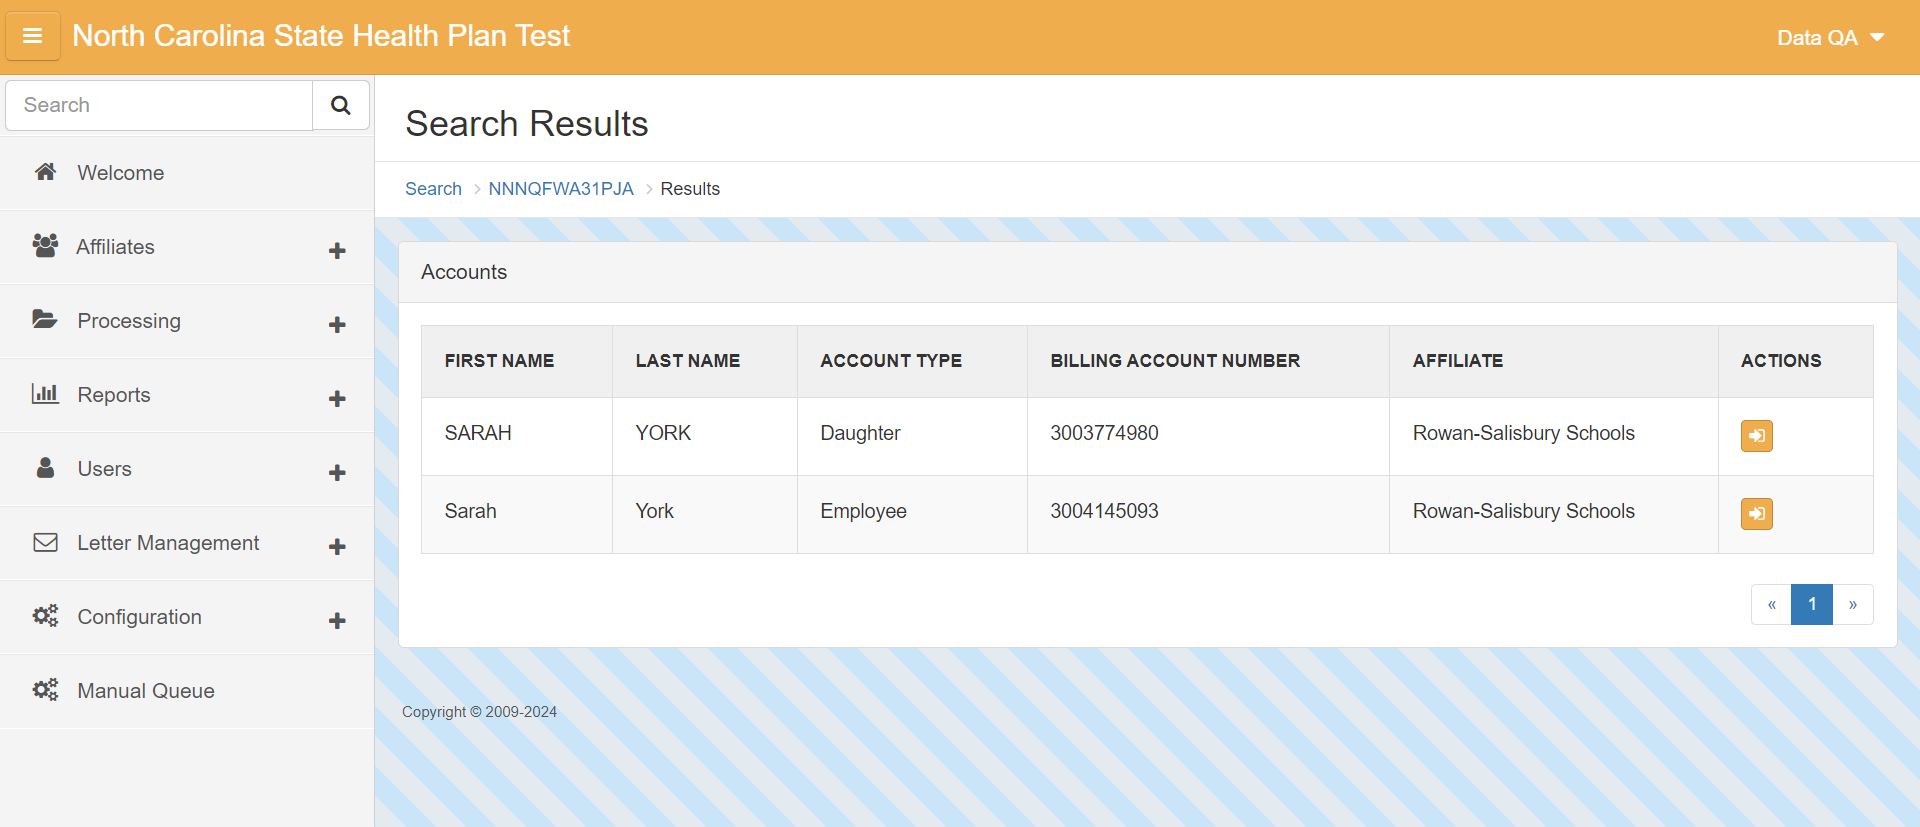 North Carolina State Health Plan Test
Data QA
Search
Welcome
Affiliates
Processing
Reports
Users
Letter Management
Configuration
Manual Queue
Search Results
Search > NNNQFWA31PJA > Results
Accounts
FIRST NAME LAST NAME ACCOUNT TYPE BILLING ACCOUNT NUMBER AFFILIATE ACTIONS
SARAH YORK Daughter 3003774980 Rowan-Salisbury Schools
Sarah York Employee 3004145093 Rowan-Salisbury Schools
« 1 »
Copyright © 2009-2024